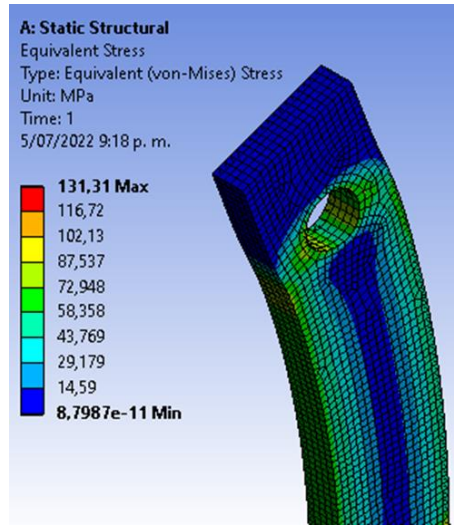 A: Static Structural
Equivalent Stress
Type: Equivalent (von-Mises) Stress
Unit: MPa
Time: 1
5/07/2022 9:18 p. m.
131,31 Max
116,72
102,13
87,537
72,948
58,358
43,769
29,179
14,59
8,7987e-11 Min